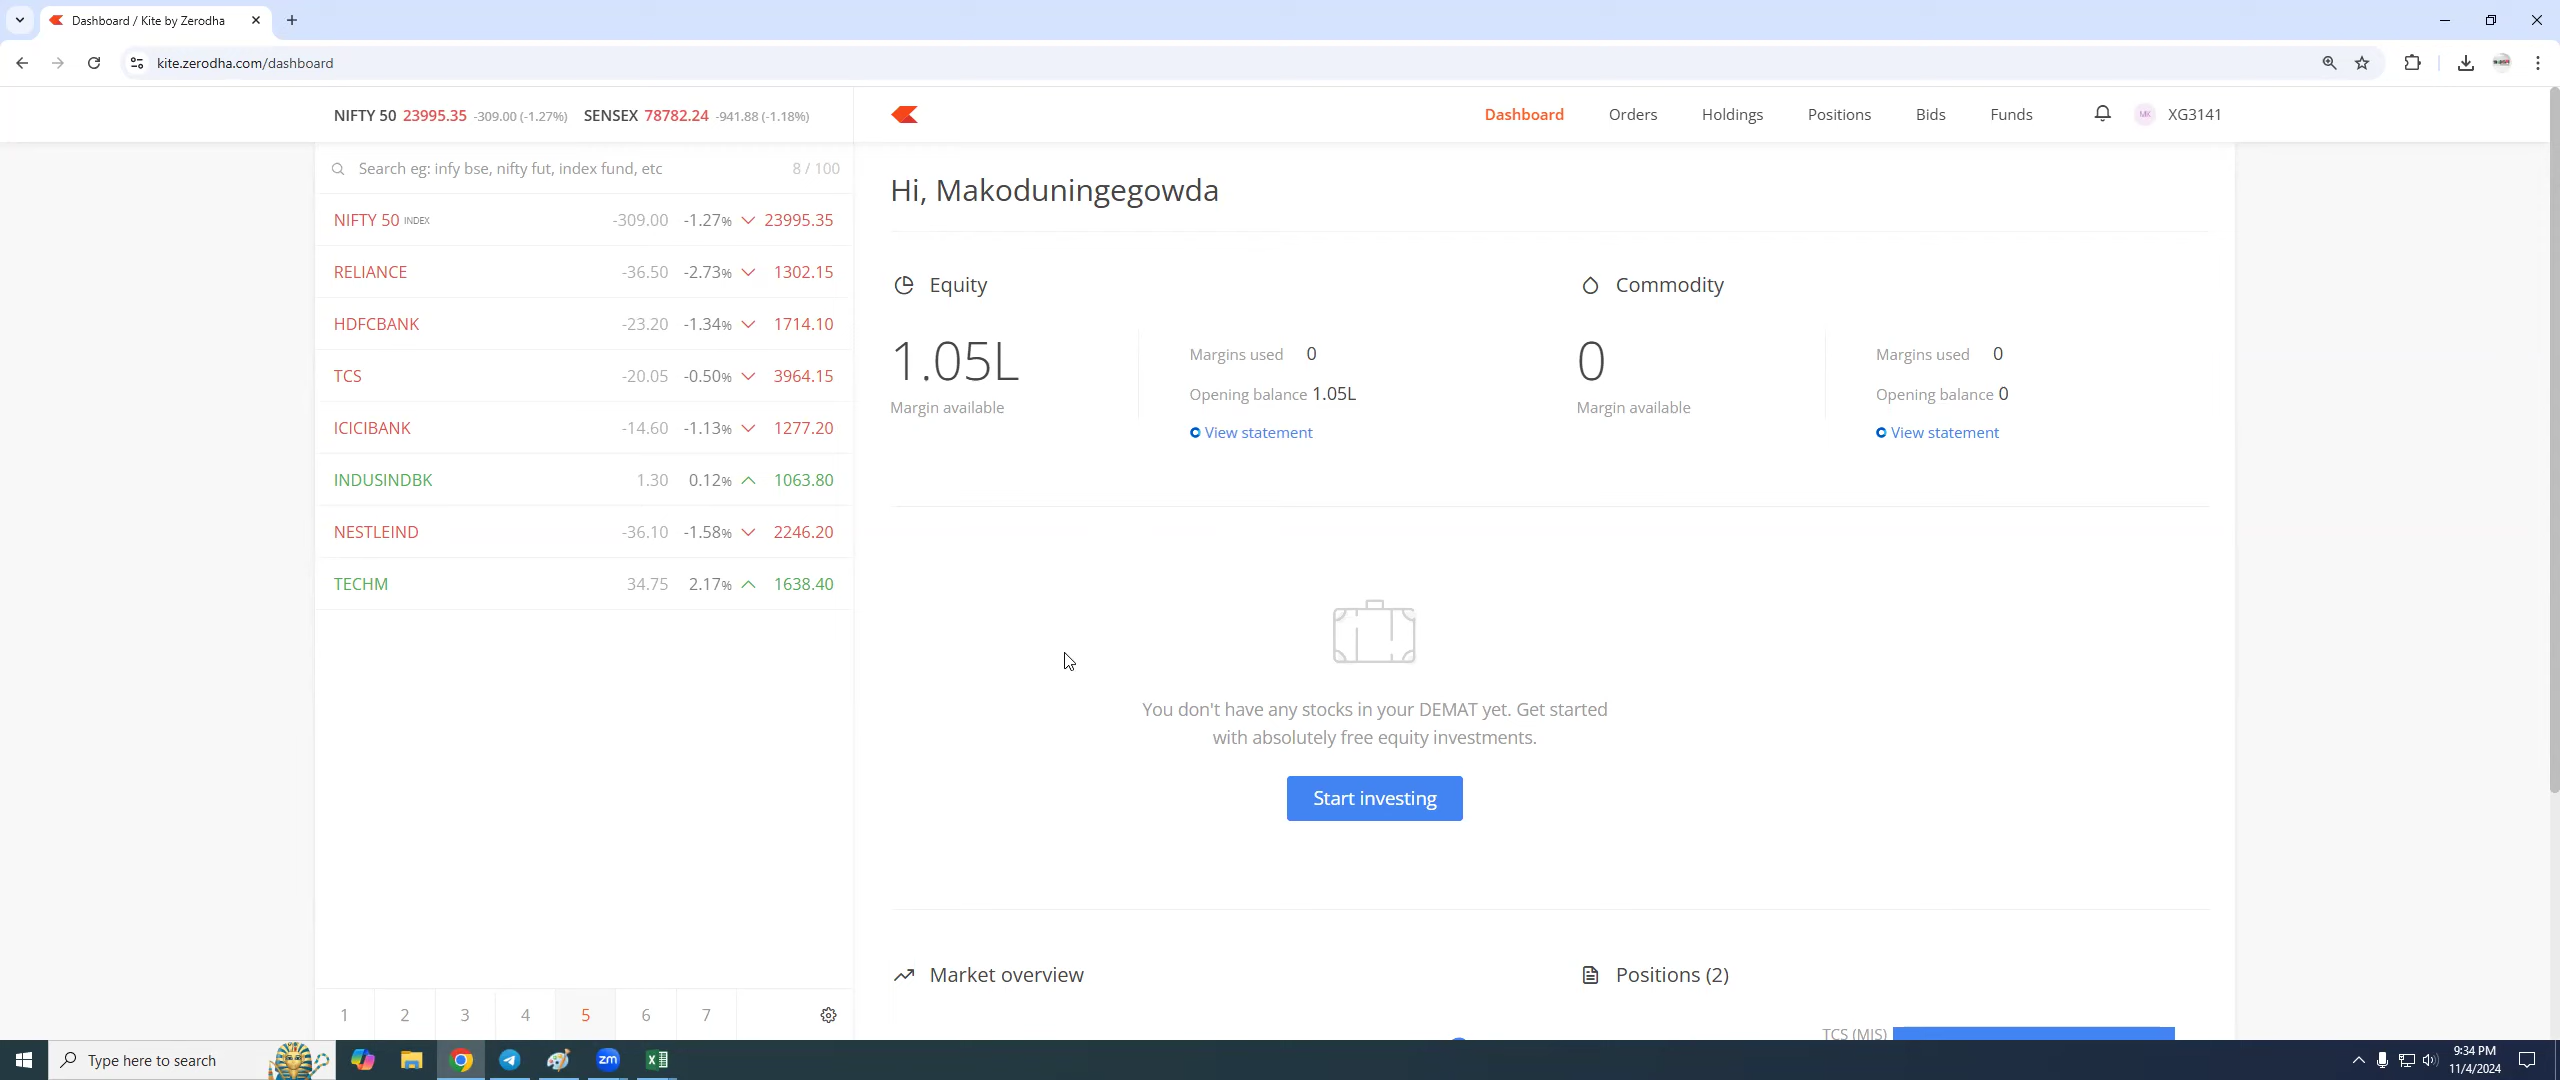 Dashboard / Kite by Zerodha
kite.zerodha.com/dashboard
NIFTY 50 23995.35 -309.00 (-1.27%) SENSEX 78782.24 -941.88 (-1.18%)
Dashboard Orders Holdings Positions Bids Funds MK XG3141
Search eg: infy bse, nifty fut, index fund, etc 8 / 100
NIFTY 50 INDEX -309.00 -1.27% 23995.35
RELIANCE -36.50 -2.73% 1302.15
HDFCBANK -23.20 -1.34% 1714.10
TCS -20.05 -0.50% 3964.15
ICICIBANK -14.60 -1.13% 1277.20
INDUSINDBK 1.30 0.12% 1063.80
NESTLEIND -36.10 -1.58% 2246.20
TECHM 34.75 2.17% 1638.40
1 2 3 4 5 6 7
Hi, Makoduningegowda
Equity
1.05L
Margin available
Margins used 0
Opening balance 1.05L
View statement
Commodity
0
Margin available
Margins used 0
Opening balance 0
View statement
You don't have any stocks in your DEMAT yet. Get started
with absolutely free equity investments.
Start investing
Market overview
Positions (2)
TCS (MIS)
Type here to search
zm
9:34 PM
11/4/2024